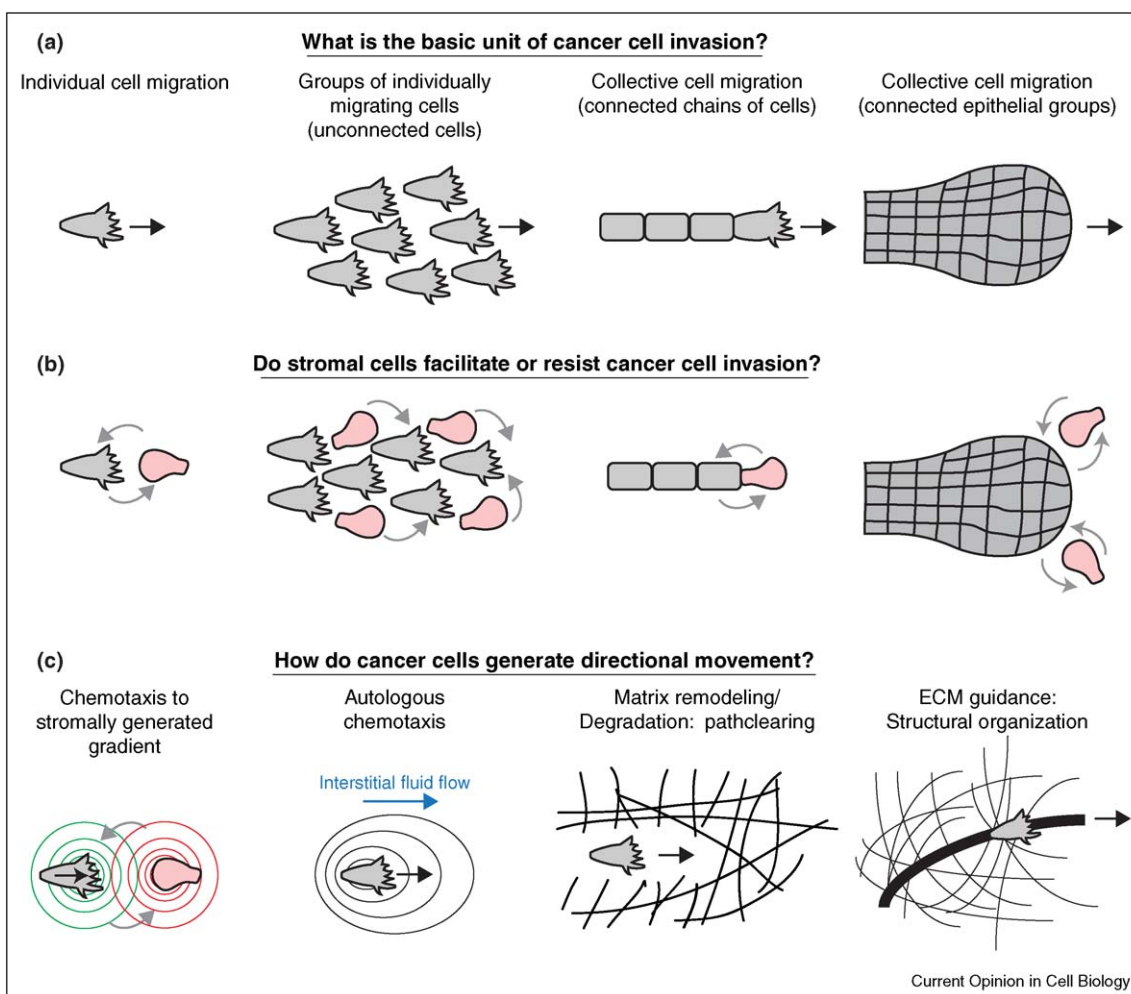 (a)
What is the basic unit of cancer cell invasion?
Individual cell migration
Groups of individually
migrating cells
(unconnected cells)
Collective cell migration
(connected chains of cells)
Collective cell migration
(connected epithelial groups)
(b)
Do stromal cells facilitate or resist cancer cell invasion?
(c)
How do cancer cells generate directional movement?
Chemotaxis to
stromally generated
gradient
Autologous
chemotaxis
Interstitial fluid flow
Matrix remodeling/
Degradation: pathclearing
ECM guidance:
Structural organization
Current Opinion in Cell Biology